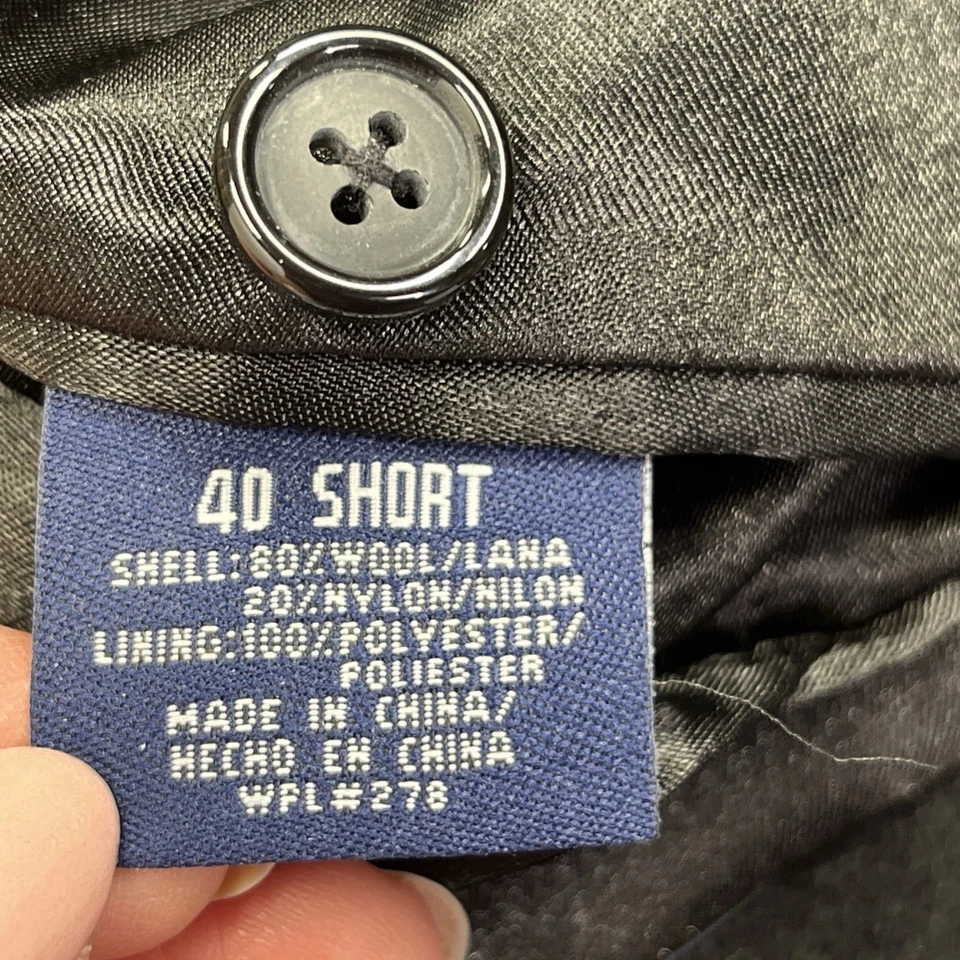 40 SHORT
SHELL:80%WOOL/LANA
20%NYLON/NILON
LINING:100%POLYESTER/
POLIESTER
MADE IN CHINA/
HECHO EN CHINA
WPL#278